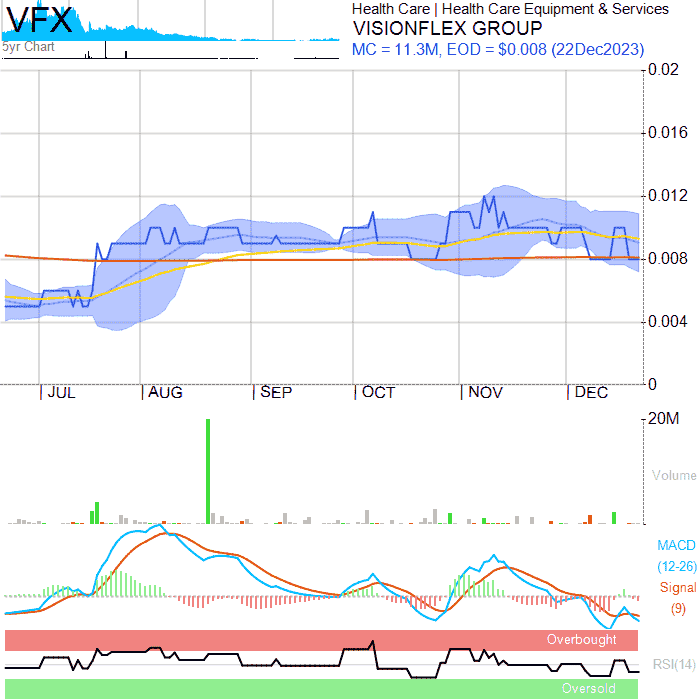 VFX
5yr Chart
Health Care | Health Care Equipment & Services
VISIONFLEX GROUP
MC = 11.3M, EOD = $0.008 (22Dec2023)
0.02
0.016
0.012
0.008
0.004
0
JUL
AUG
SEP
OCT
NOV
DEC
20M
Volume
MACD
(12-26)
Signal
(9)
Overbought
RSI(14)
Oversold